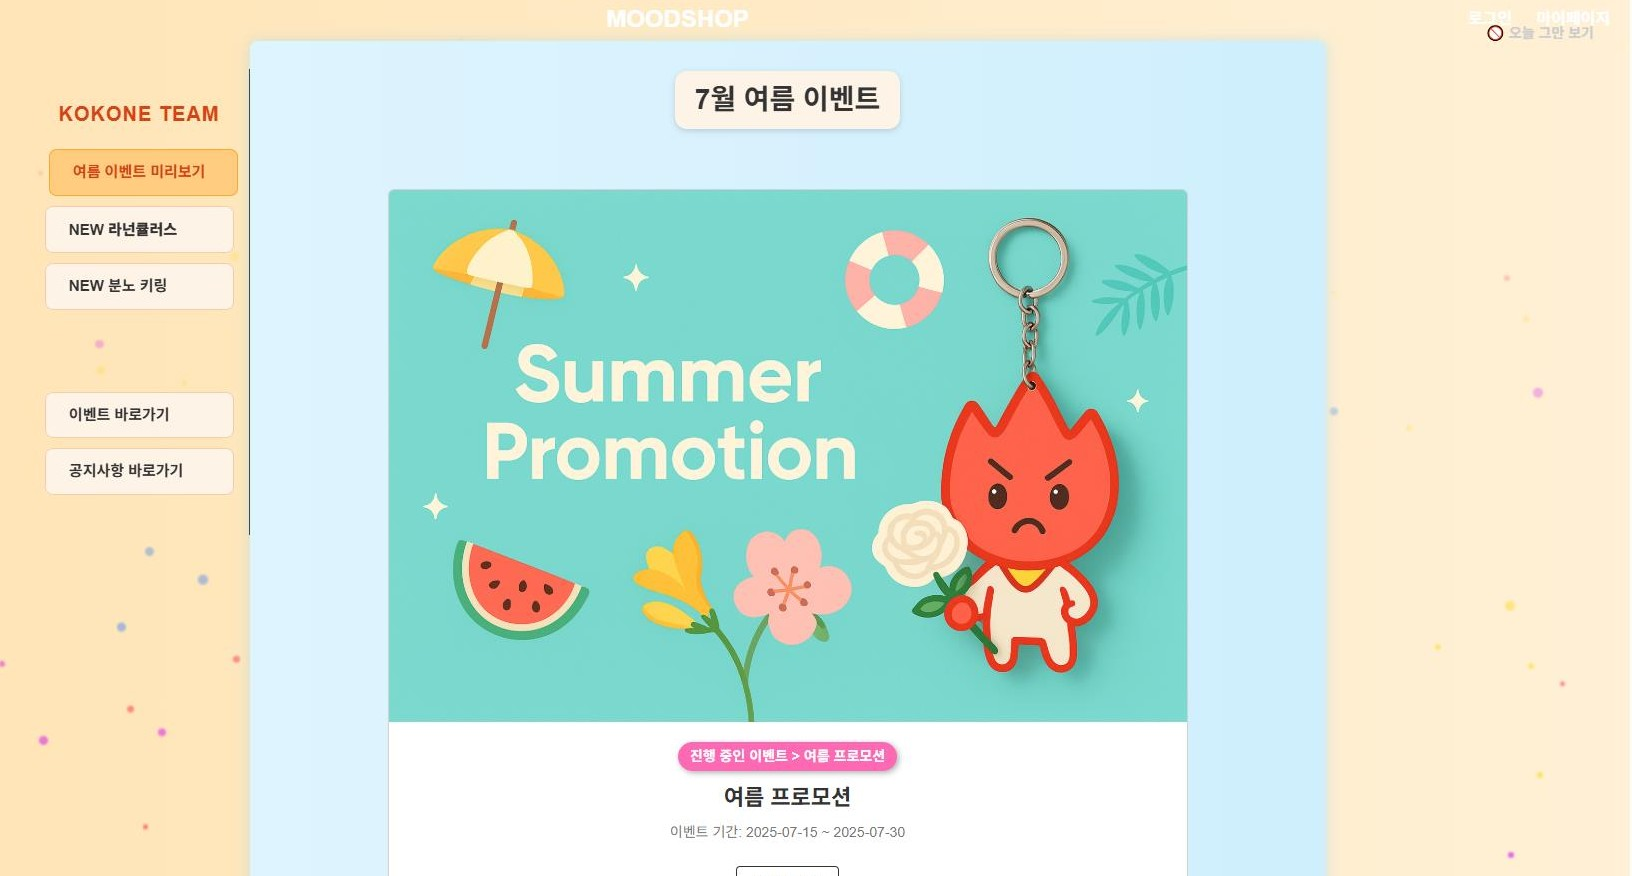 MOODSHOP
로그인 마이페이지
🚫 오늘 그만 보기
KOKONE TEAM
여름 이벤트 미리보기
NEW 라넌큘러스
NEW 분노 키링
이벤트 바로가기
공지사항 바로가기
7월 여름 이벤트
Summer
Promotion
진행 중인 이벤트 > 여름 프로모션
여름 프로모션
이벤트 기간: 2025-07-15 ~ 2025-07-30